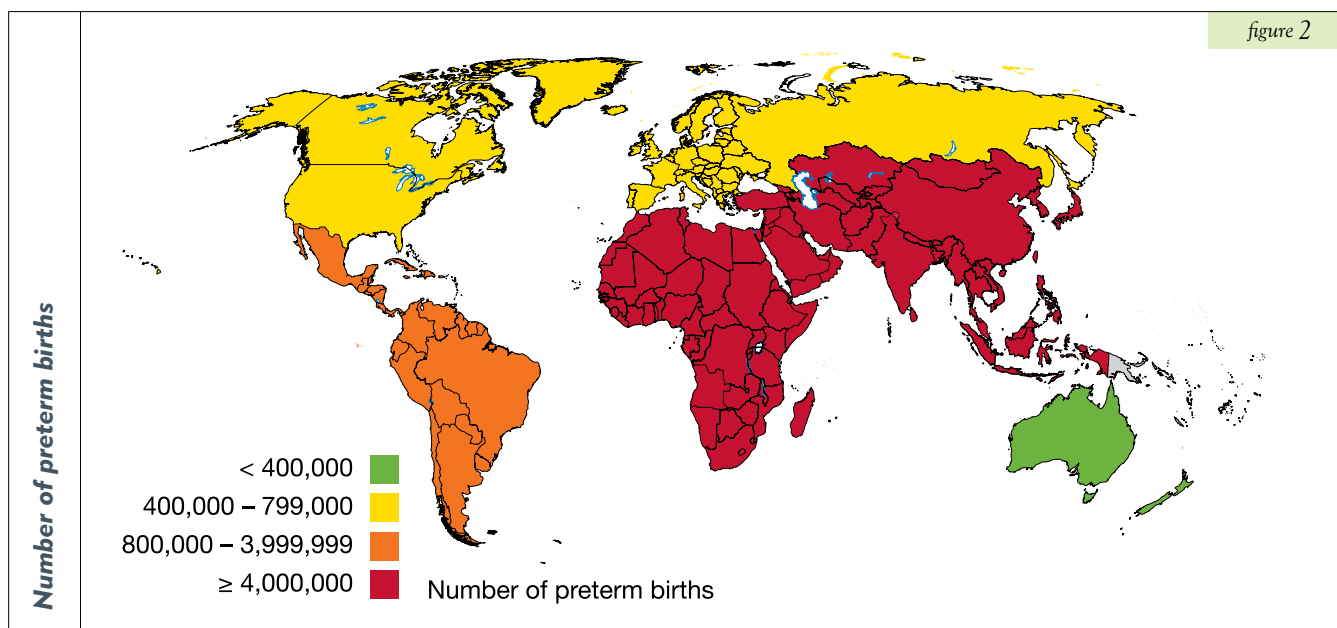 figure 2
Number of preterm births
< 400,000
400,000 – 799,000
800,000 – 3,999,999
≥ 4,000,000
Number of preterm births